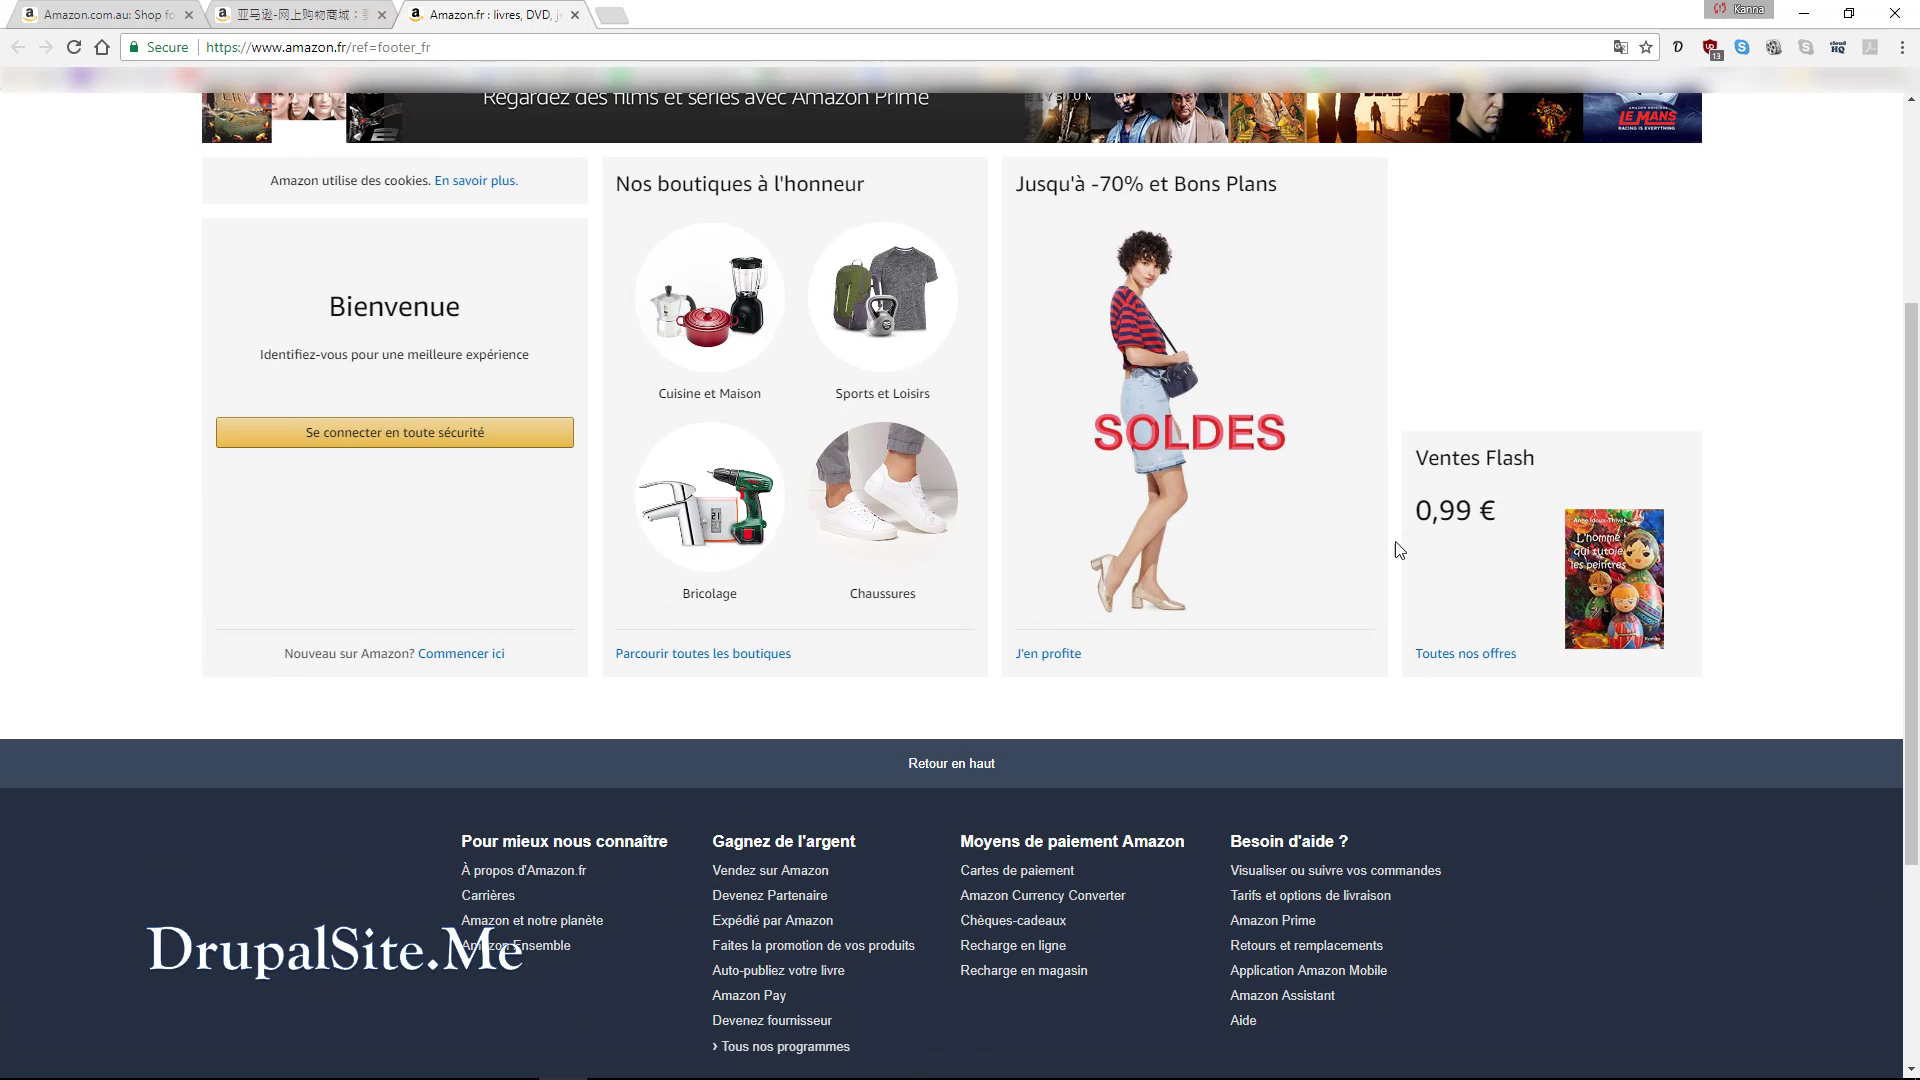 Amazon.com.au: Shop fo
亚马逊-网上购物商城：
Amazon.fr : livres, DVD, je
Kanna
Secure
https://www.amazon.fr/ref=footer_fr
13
cloud
HQ
Regardez des films et séries avec Amazon Prime
LE MANS
RACING IS EVERYTHING
Amazon utilise des cookies. En savoir plus.
Bienvenue
Identifiez-vous pour une meilleure expérience
Se connecter en toute sécurité
Nouveau sur Amazon? Commencer ici
Nos boutiques à l'honneur
Cuisine et Maison
Sports et Loisirs
Bricolage
Chaussures
Parcourir toutes les boutiques
Jusqu'à -70% et Bons Plans
SOLDES
J'en profite
Ventes Flash
0,99 €
L'homme
qui tutoie
les peintres
Roman
Toutes nos offres
Retour en haut
Pour mieux nous connaître
À propos d'Amazon.fr
Carrières
Amazon et notre planète
Amazon Ensemble
Gagnez de l'argent
Vendez sur Amazon
Devenez Partenaire
Expédié par Amazon
Faites la promotion de vos produits
Auto-publiez votre livre
Amazon Pay
Devenez fournisseur
› Tous nos programmes
Moyens de paiement Amazon
Cartes de paiement
Amazon Currency Converter
Chèques-cadeaux
Recharge en ligne
Recharge en magasin
Besoin d'aide ?
Visualiser ou suivre vos commandes
Tarifs et options de livraison
Amazon Prime
Retours et remplacements
Application Amazon Mobile
Amazon Assistant
Aide
DrupalSite.Me